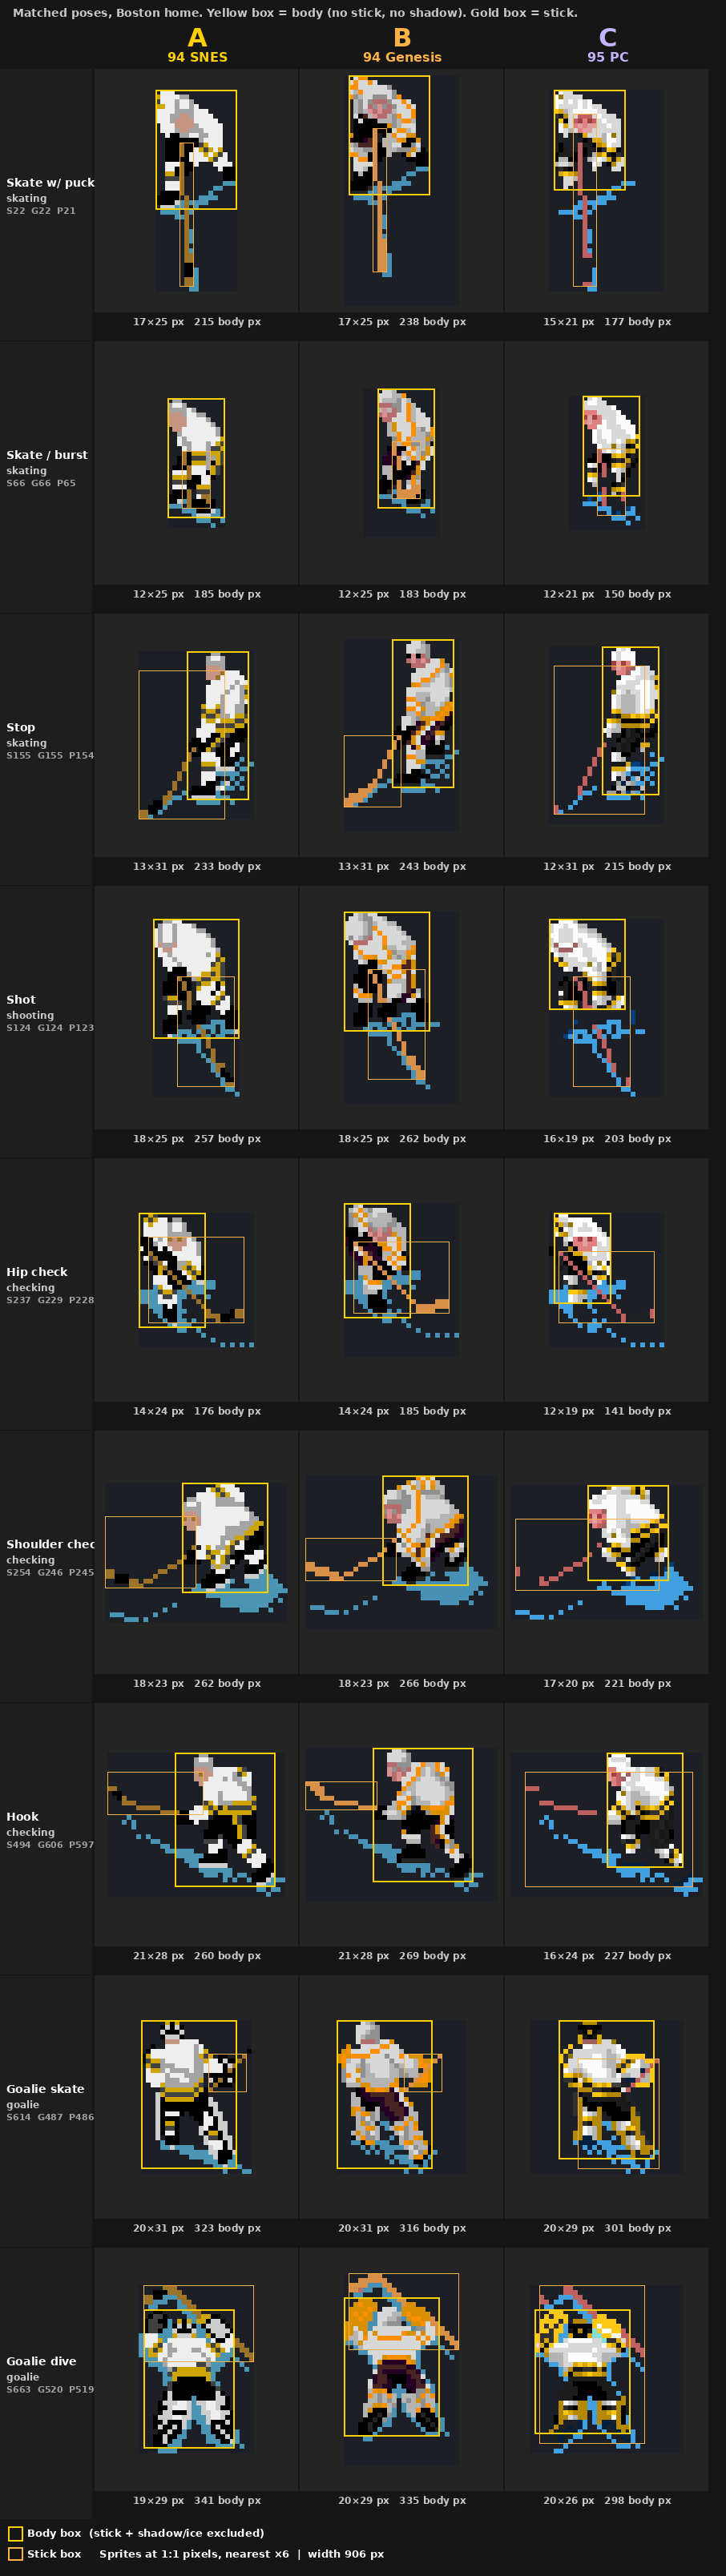 Matched poses, Boston home. Yellow box = body (no stick, no shadow). Gold box = stick.
A B C
94 SNES 94 Genesis 95 PC
Skate w/ puck
skating
S22 G22 P21
17×25 px 215 body px 17×25 px 238 body px 15×21 px 177 body px
Skate / burst
skating
S66 G66 P65
12×25 px 185 body px 12×25 px 183 body px 12×21 px 150 body px
Stop
skating
S155 G155 P154
13×31 px 233 body px 13×31 px 243 body px 12×31 px 215 body px
Shot
shooting
S124 G124 P123
18×25 px 257 body px 18×25 px 262 body px 16×19 px 203 body px
Hip check
checking
S237 G229 P228
14×24 px 176 body px 14×24 px 185 body px 12×19 px 141 body px
Shoulder chec
checking
S254 G246 P245
18×23 px 262 body px 18×23 px 266 body px 17×20 px 221 body px
Hook
checking
S494 G606 P597
21×28 px 260 body px 21×28 px 269 body px 16×24 px 227 body px
Goalie skate
goalie
S614 G487 P486
20×31 px 323 body px 20×31 px 316 body px 20×29 px 301 body px
Goalie dive
goalie
S663 G520 P519
19×29 px 341 body px 20×29 px 335 body px 20×26 px 298 body px
Body box (stick + shadow/ice excluded)
Stick box Sprites at 1:1 pixels, nearest ×6 | width 906 px